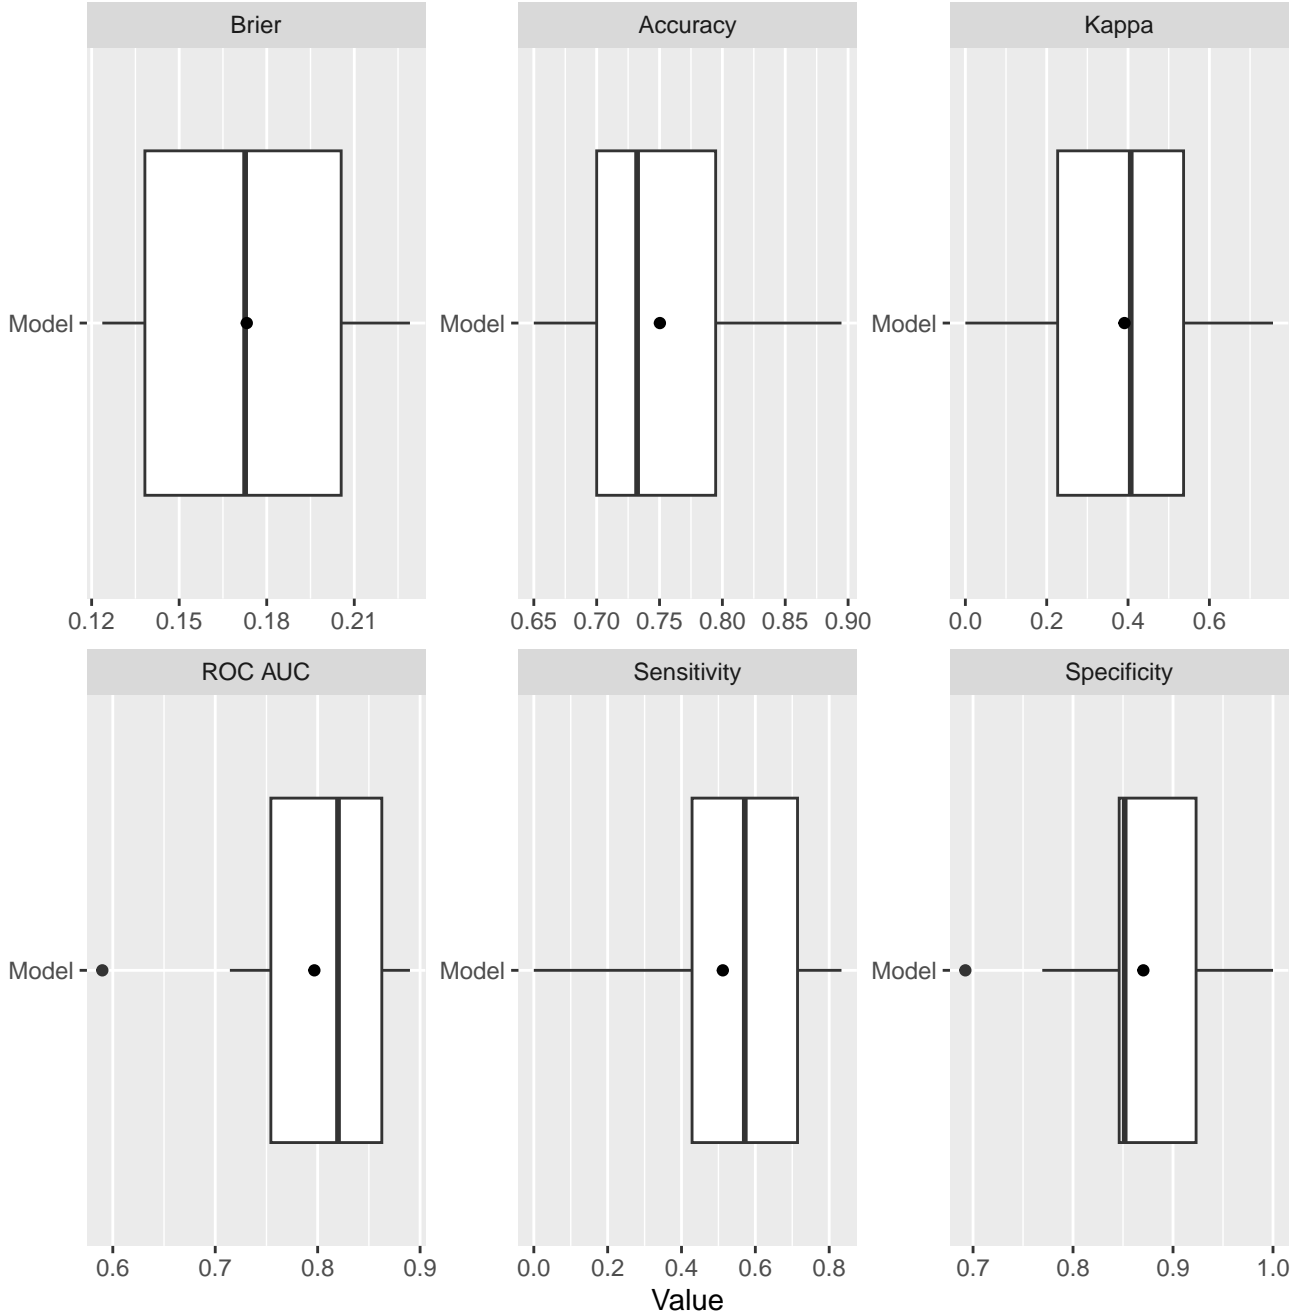 Brier Accuracy Kappa
Model Model Model
0.12 0.15 0.18 0.21 0.65 0.70 0.75 0.80 0.85 0.90 0.0 0.2 0.4 0.6
ROC AUC Sensitivity Specificity
Model Model Model
0.6 0.7 0.8 0.9 0.0 0.2 0.4 0.6 0.8 0.7 0.8 0.9 1.0
Value